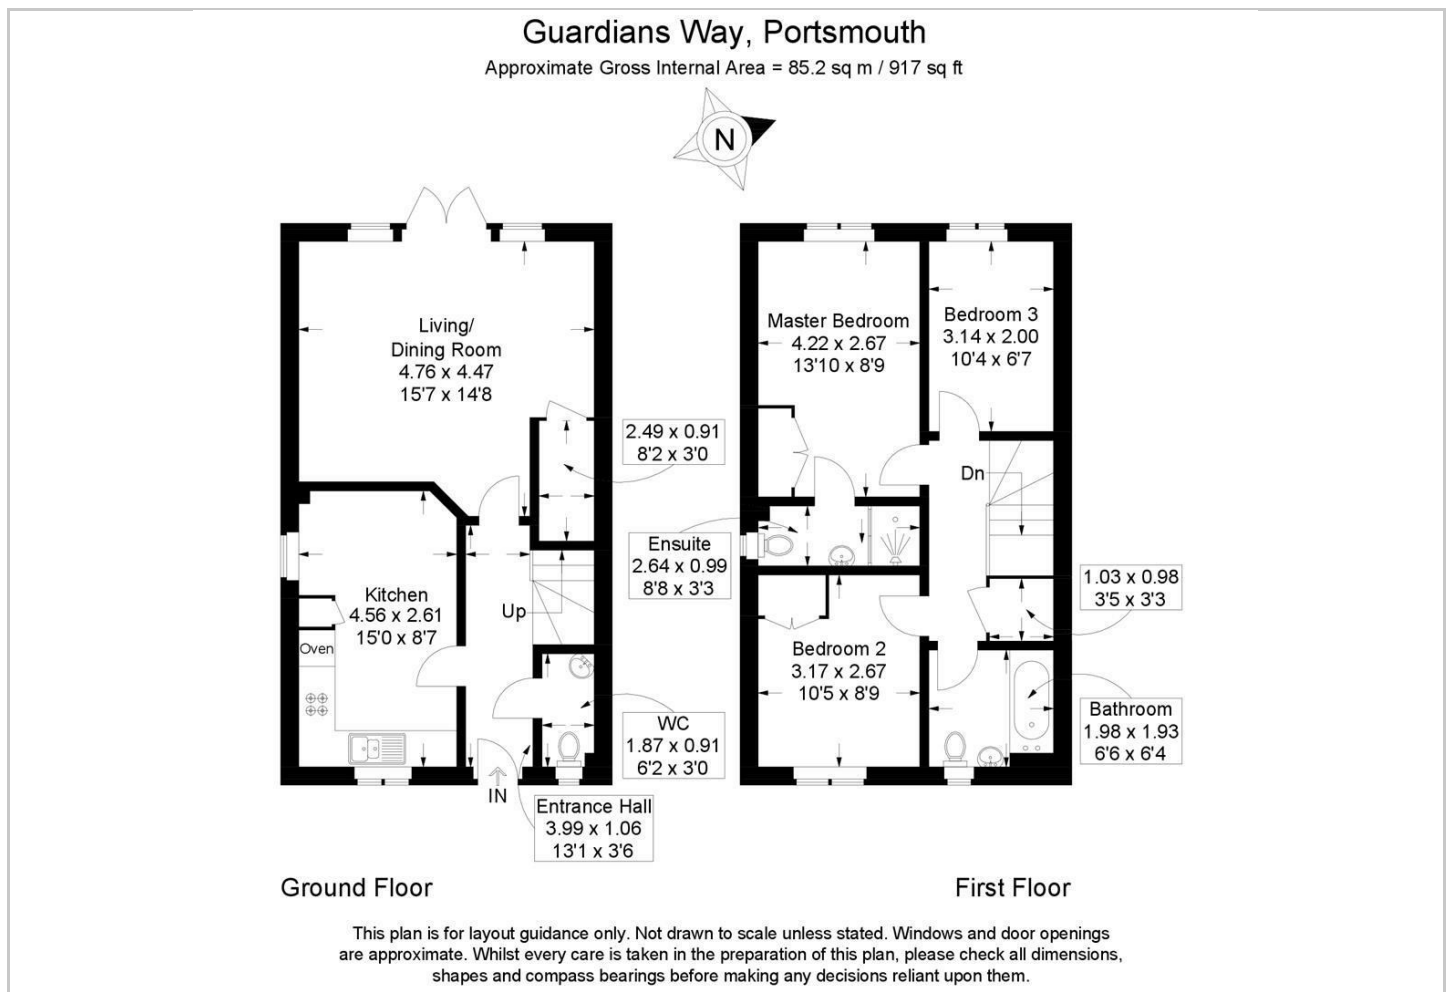 Guardians Way, Portsmouth
Approximate Gross Internal Area = 85.2 sq m / 917 sq ft
N
Living/
Dining Room
4.76 x 4.47
15'7 x 14'8
2.49 x 0.91
8'2 x 3'0
Kitchen
4.56 x 2.61
15'0 x 8'7
Oven
Up
WC
1.87 x 0.91
6'2 x 3'0
IN
Entrance Hall
3.99 x 1.06
13'1 x 3'6
Ground Floor
Master Bedroom
4.22 x 2.67
13'10 x 8'9
Bedroom 3
3.14 x 2.00
10'4 x 6'7
Dn
Ensuite
2.64 x 0.99
8'8 x 3'3
1.03 x 0.98
3'5 x 3'3
Bedroom 2
3.17 x 2.67
10'5 x 8'9
Bathroom
1.98 x 1.93
6'6 x 6'4
First Floor
This plan is for layout guidance only. Not drawn to scale unless stated. Windows and door openings
are approximate. Whilst every care is taken in the preparation of this plan, please check all dimensions,
shapes and compass bearings before making any decisions reliant upon them.